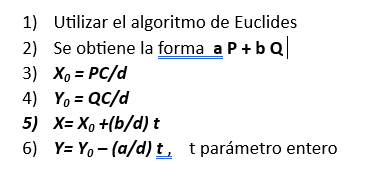 1) Utilizar el algoritmo de Euclides
2) Se obtiene la forma a P + b Q
3) X₀ = PC/d
4) Y₀ = QC/d
5) X= X₀ +(b/d) t
6) Y= Y₀ – (a/d) t , t parámetro entero